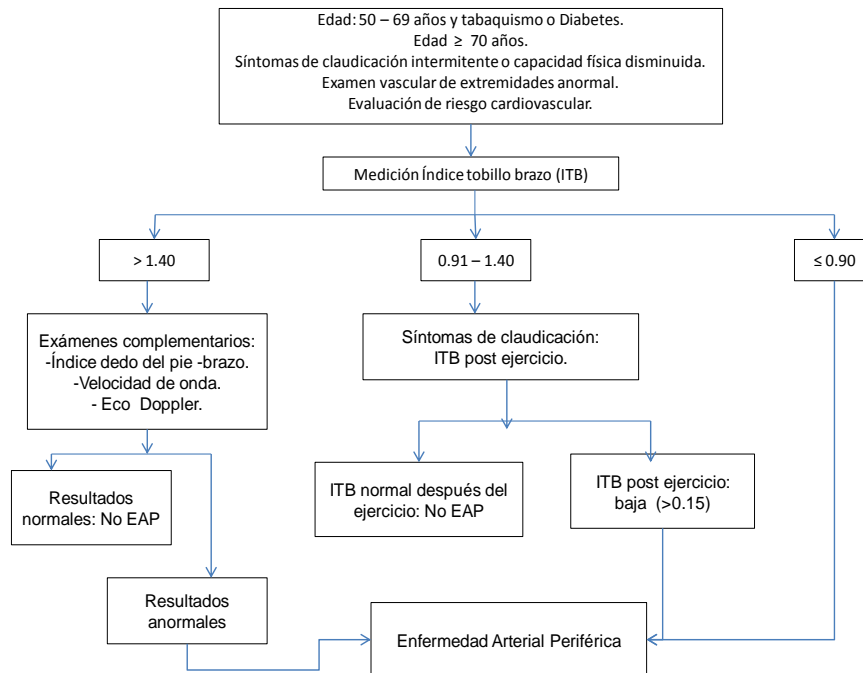 Edad: 50 – 69 años y tabaquismo o Diabetes.
Edad ≥ 70 años.
Síntomas de claudicación intermitente o capacidad física disminuida.
Examen vascular de extremidades anormal.
Evaluación de riesgo cardiovascular.
Medición Índice tobillo brazo (ITB)
> 1.40
0.91 – 1.40
≤ 0.90
Exámenes complementarios:
-Índice dedo del pie -brazo.
-Velocidad de onda.
- Eco Doppler.
Síntomas de claudicación:
ITB post ejercicio.
Resultados
normales: No EAP
ITB normal después del
ejercicio: No EAP
ITB post ejercicio:
baja (>0.15)
Resultados
anormales
Enfermedad Arterial Periférica